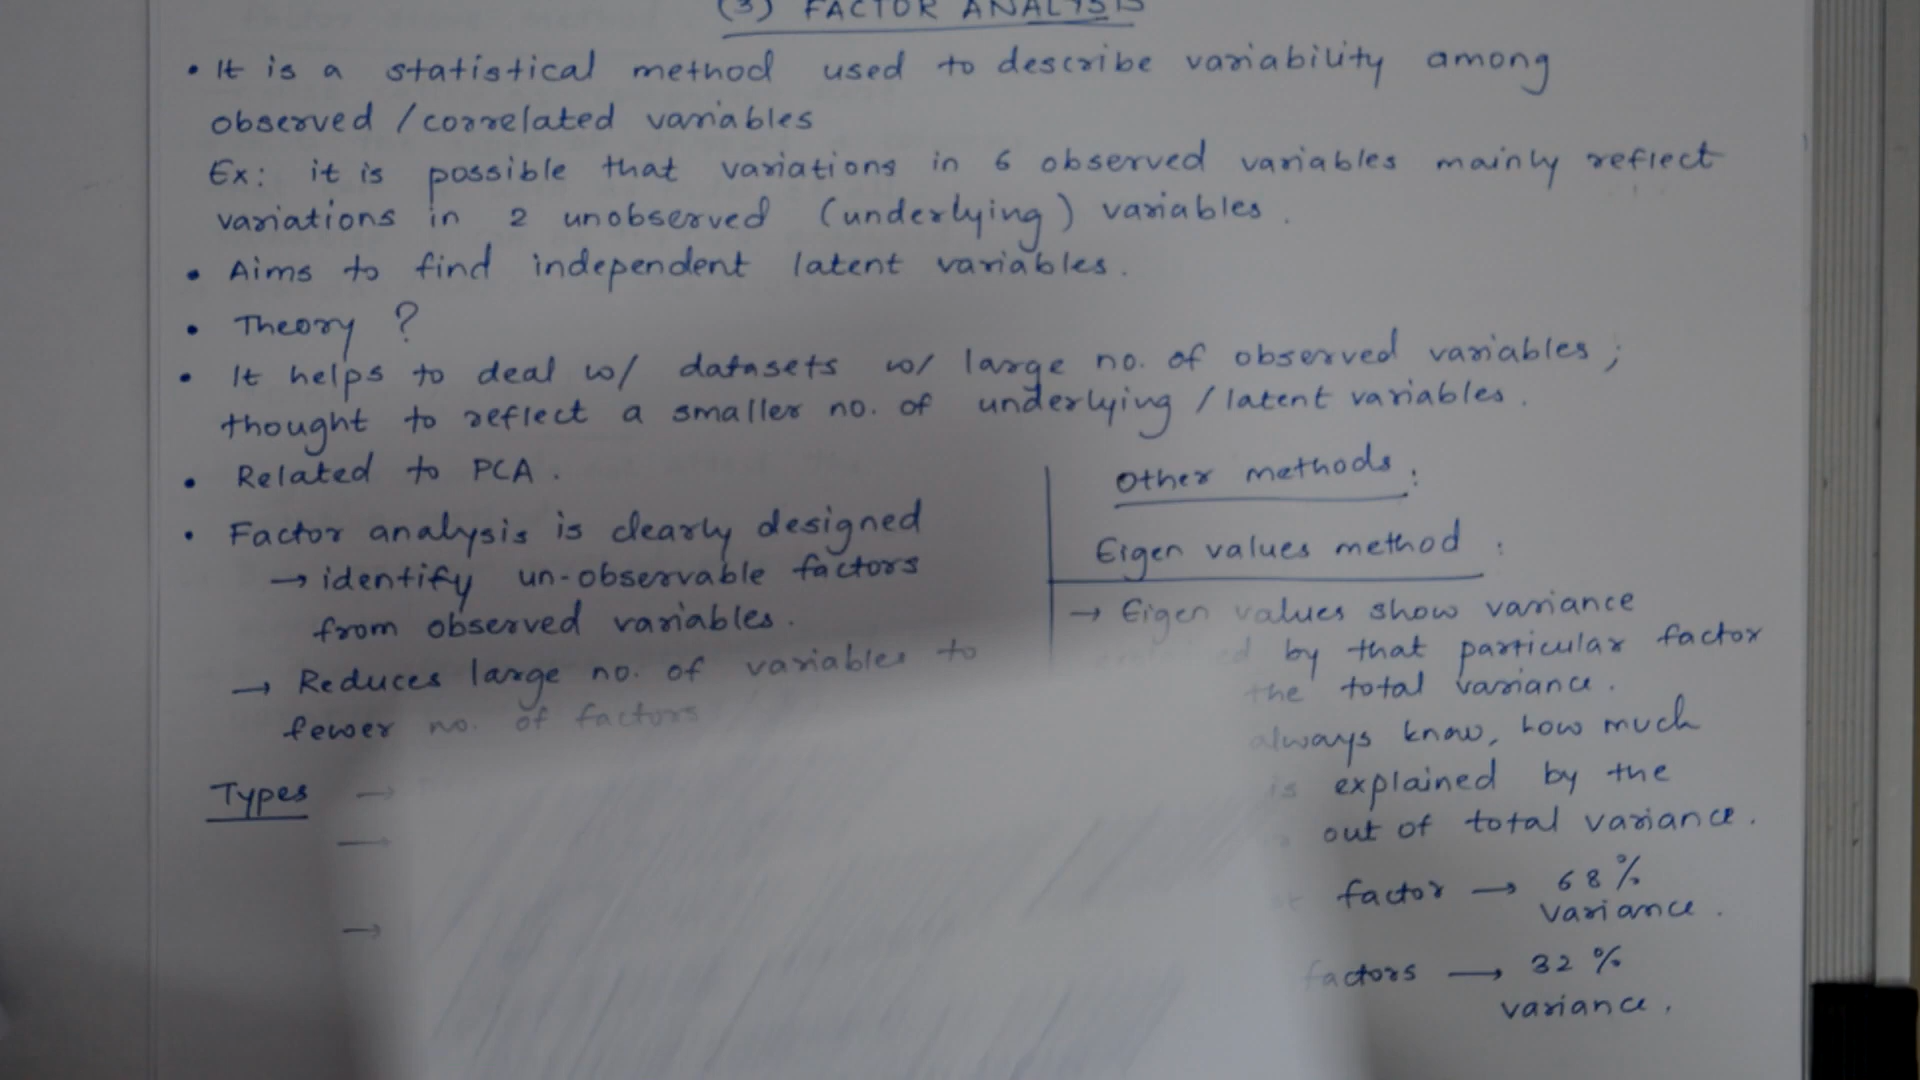 (3) FACTOR ANALYSIS
• It is a statistical method used to describe variability among
observed / correlated variables
Ex: it is possible that variations in 6 observed variables mainly reflect
variations in 2 unobserved (underlying) variables.
• Aims to find independent latent variables.
• Theory ?
• It helps to deal w/ datasets w/ large no. of observed variables;
thought to reflect a smaller no. of underlying / latent variables.
• Related to PCA.
• Factor analysis is clearly designed
→ identify un-observable factors
from observed variables.
→ Reduces large no. of variables to
fewer no. of factors
Types →
→
→
Other methods:
Eigen values method :
→ Eigen values show variance
by that particular factor
the total variance.
always know, how much
is explained by the
out of total variance.
factor → 68%
variance.
factors → 32%
variance.